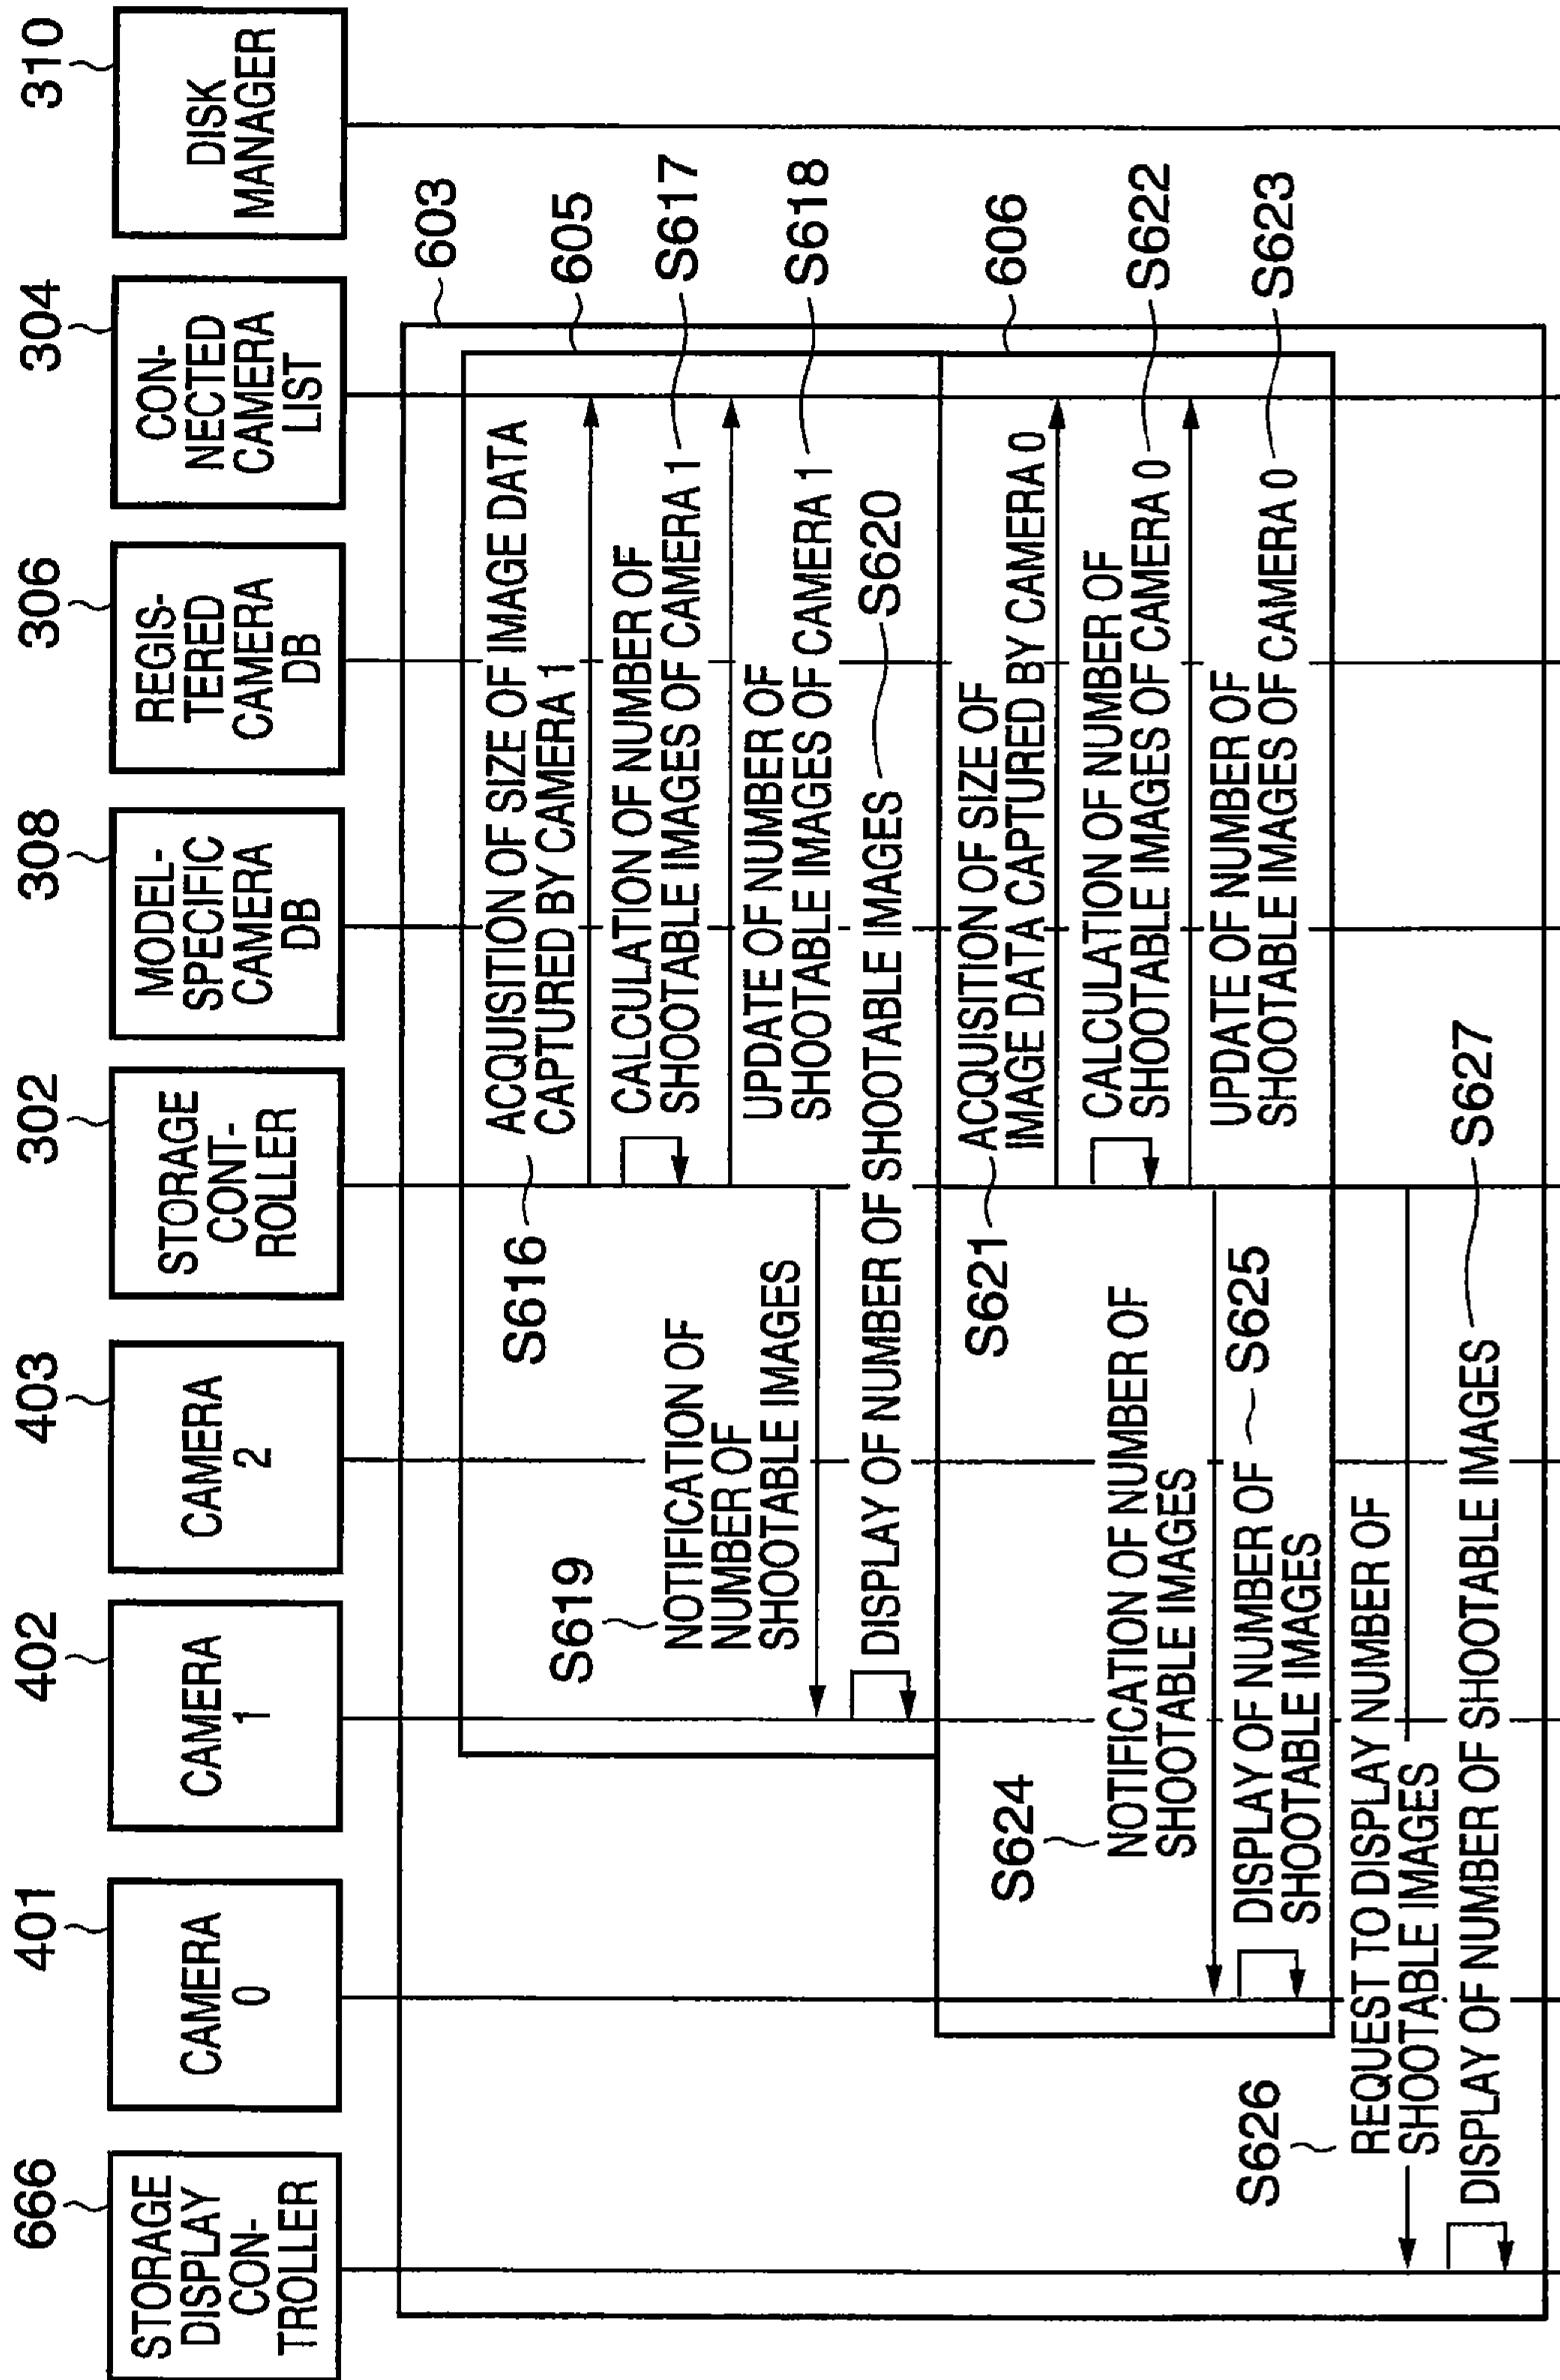 666
STORAGE
DISPLAY
CON-
TROLLER
401
CAMERA
0
402
CAMERA
1
403
CAMERA
2
302
STORAGE
CONT-
ROLLER
308
MODEL-
SPECIFIC
CAMERA
DB
306
REGIS-
TERED
CAMERA
DB
304
CON-
NECTED
CAMERA
LIST
310
DISK
MANAGER
603
605
S616
ACQUISITION OF SIZE OF IMAGE DATA
CAPTURED BY CAMERA 1
CALCULATION OF NUMBER OF
SHOOTABLE IMAGES OF CAMERA 1
S617
UPDATE OF NUMBER OF
SHOOTABLE IMAGES OF CAMERA 1
S618
S619
NOTIFICATION OF
NUMBER OF
SHOOTABLE IMAGES
DISPLAY OF NUMBER OF SHOOTABLE IMAGES
S620
606
S621
ACQUISITION OF SIZE OF
IMAGE DATA CAPTURED BY CAMERA 0
CALCULATION OF NUMBER OF
SHOOTABLE IMAGES OF CAMERA 0
S622
UPDATE OF NUMBER OF
SHOOTABLE IMAGES OF CAMERA 0
S623
S624
NOTIFICATION OF NUMBER OF
SHOOTABLE IMAGES
DISPLAY OF NUMBER OF
SHOOTABLE IMAGES
S625
S626
REQUEST TO DISPLAY NUMBER OF
SHOOTABLE IMAGES
DISPLAY OF NUMBER OF SHOOTABLE IMAGES
S627